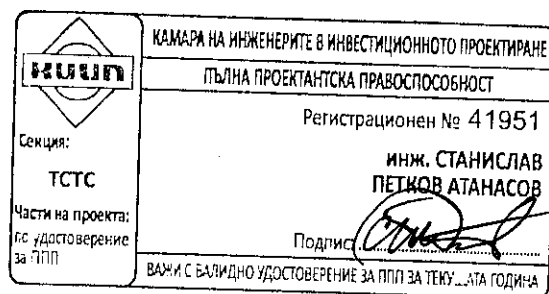 КИИП
Секция:
ТСТС
Части на проекта:
по удостоверение
за ППП
КАМАРА НА ИНЖЕНЕРИТЕ В ИНВЕСТИЦИОННОТО ПРОЕКТИРАНЕ
ПЪЛНА ПРОЕКТАНТСКА ПРАВОСПОСОБНОСТ
Регистрационен № 41951
инж. СТАНИСЛАВ
ПЕТКОВ АТАНАСОВ
Подпис
ВАЖИ С ВАЛИДНО УДОСТОВЕРЕНИЕ ЗА ППП ЗА ТЕКУЩАТА ГОДИНА